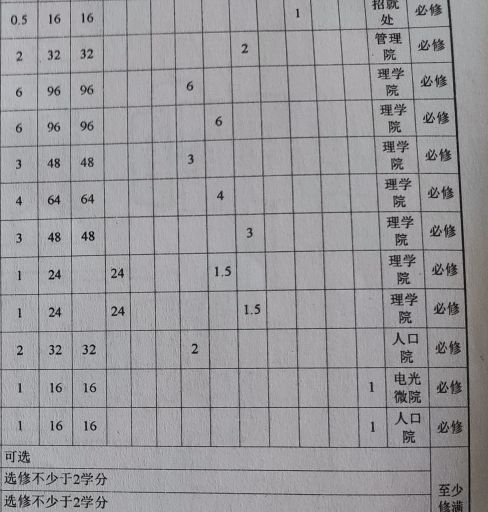 0.5 16 16 1 招就处 必修
2 32 32 2 管理院 必修
6 96 96 6 理学院 必修
6 96 96 6 理学院 必修
3 48 48 3 理学院 必修
4 64 64 4 理学院 必修
3 48 48 3 理学院 必修
1 24 24 1.5 理学院 必修
1 24 24 1.5 理学院 必修
2 32 32 2 人口院 必修
1 16 16 1 电光微院 必修
1 16 16 1 人口院 必修
可选
选修不少于2学分
选修不少于2学分
至少
修满